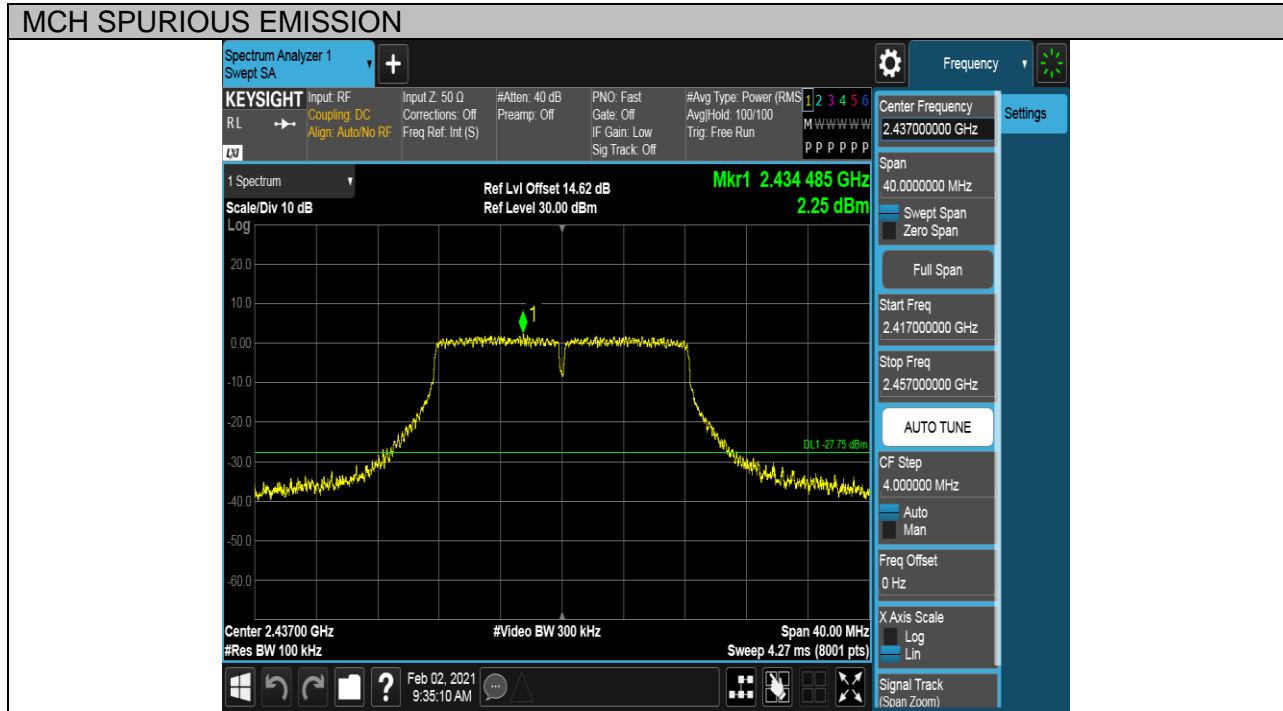 MCH SPURIOUS EMISSION
Spectrum Analyzer 1
Swept SA
+
Frequency
KEYSIGHT
RL
LXI
Input: RF
Coupling: DC
Align: Auto/No RF
Input Z: 50 Ω
Corrections: Off
Freq Ref: Int (S)
#Atten: 40 dB
Preamp: Off
PNO: Fast
Gate: Off
IF Gain: Low
Sig Track: Off
#Avg Type: Power (RMS
Avg|Hold: 100/100
Trig: Free Run
1 2 3 4 5 6
M W W W W W
P P P P P P
1 Spectrum
Scale/Div 10 dB
Log
Ref Lvl Offset 14.62 dB
Ref Level 30.00 dBm
Mkr1 2.434 485 GHz
2.25 dBm
20.0
10.0
0.00
-10.0
-20.0
-30.0
-40.0
-50.0
-60.0
1
DL1 -27.75 dBm
Center 2.43700 GHz
#Res BW 100 kHz
#Video BW 300 kHz
Span 40.00 MHz
Sweep 4.27 ms (8001 pts)
?
Feb 02, 2021
9:35:10 AM
Center Frequency
2.437000000 GHz
Settings
Span
40.0000000 MHz
Swept Span
Zero Span
Full Span
Start Freq
2.417000000 GHz
Stop Freq
2.457000000 GHz
AUTO TUNE
CF Step
4.000000 MHz
Auto
Man
Freq Offset
0 Hz
X Axis Scale
Log
Lin
Signal Track
(Span Zoom)